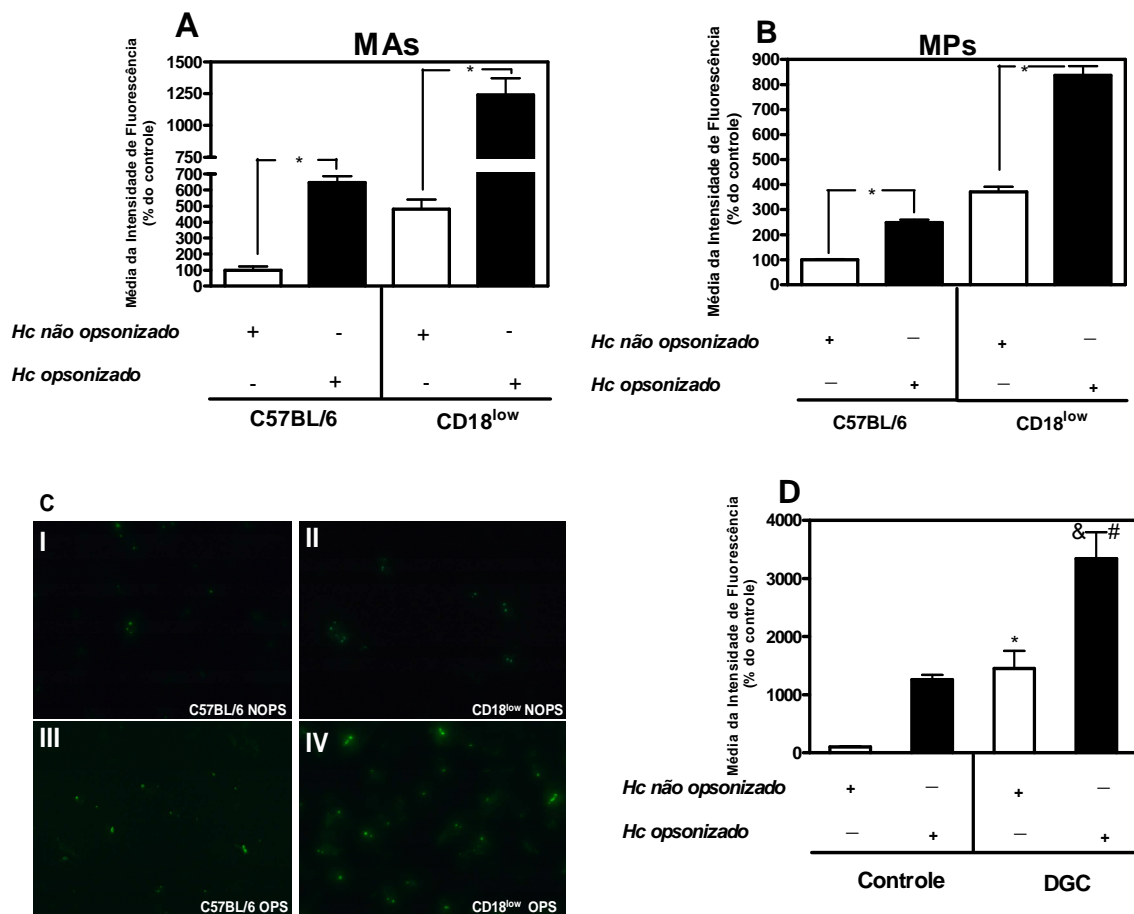 A
MAs
Média da Intensidade de Fluorescência
(% do controle)
1500
1250
1000
750
700
600
500
400
300
200
100
0
*
*
Hc não opsonizado + - + -
Hc opsonizado - + - +
C57BL/6 CD18low
B
MPs
Média da Intensidade de Fluorescência
(% do controle)
900
800
700
600
500
400
300
200
100
0
*
*
Hc não opsonizado + – + –
Hc opsonizado – + – +
C57BL/6 CD18low
C
I
C57BL/6 NOPS
II
CD18low NOPS
III
C57BL/6 OPS
IV
CD18low OPS
D
Média da Intensidade de Fluorescência
(% do controle)
4000
3000
2000
1000
0
*
& #
Hc não opsonizado + – + –
Hc opsonizado – + – +
Controle DGC